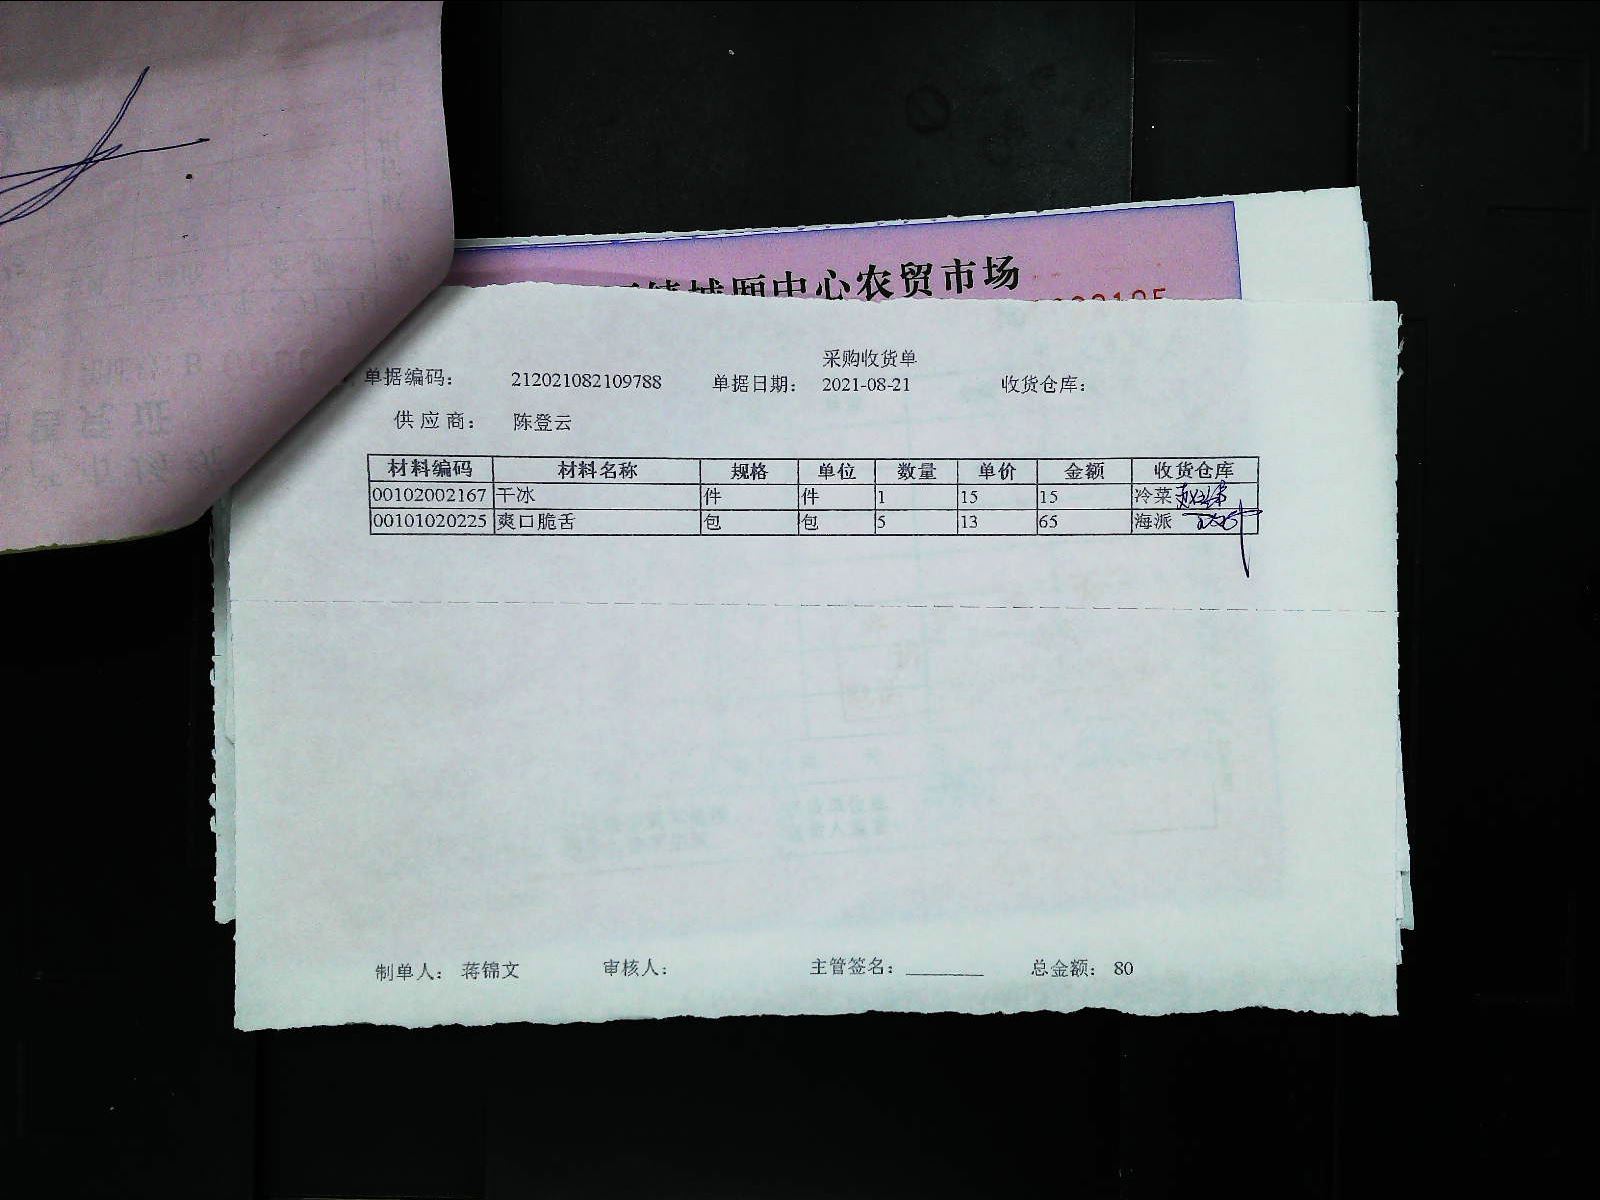 中心农贸市场
采购收货单
单据编码： 212021082109788 单据日期： 2021-08-21 收货仓库：
供应商： 陈登云
材料编码 材料名称 规格 单位 数量 单价 金额 收货仓库
00102002167 干冰 件 件 1 15 15 冷菜
00101020225 爽口脆舌 包 包 5 13 65 海派
制单人： 蒋锦文 审核人： 主管签名： 总金额： 80